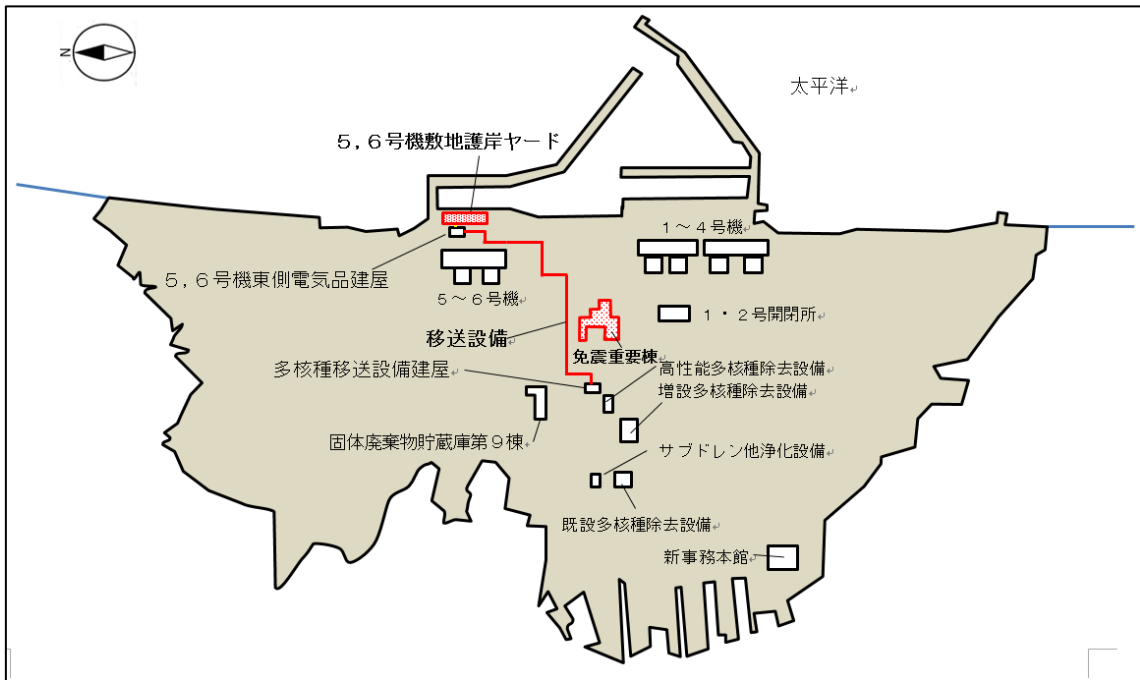 N
太平洋
５，６号機敷地護岸ヤード
１～４号機
５，６号機東側電気品建屋
５～６号機
１・２号開閉所
移送設備
免震重要棟
多核種移送設備建屋
高性能多核種除去設備
増設多核種除去設備
固体廃棄物貯蔵庫第９棟
サブドレン他浄化設備
既設多核種除去設備
新事務本館